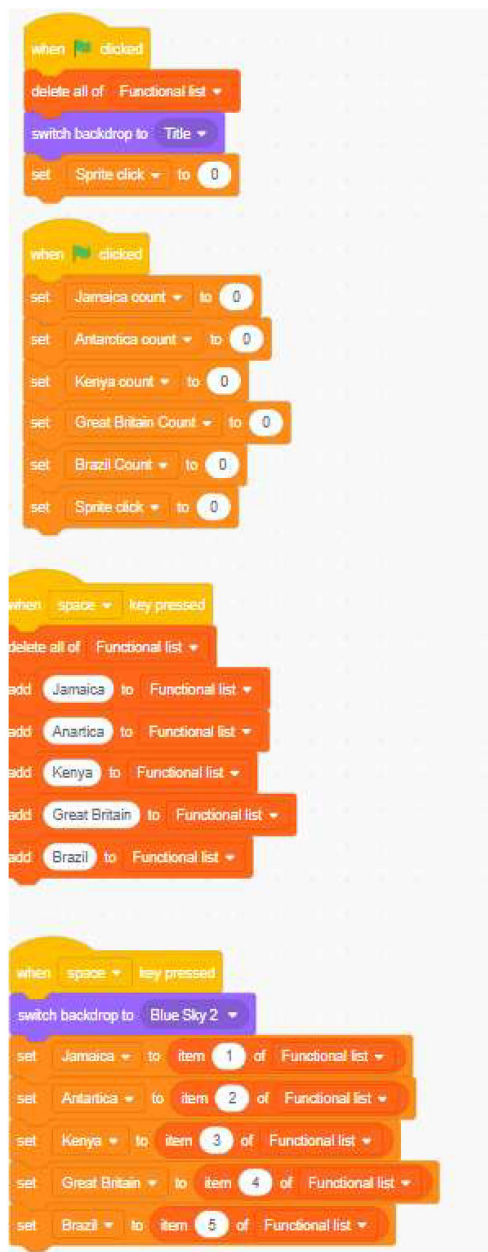 when clicked
delete all of Functional list
switch backdrop to Title
set Sprite click to 0
when clicked
set Jamaica count to 0
set Antarctica count to 0
set Kenya count to 0
set Great Britain Count to 0
set Brazil Count to 0
set Sprite click to 0
when space key pressed
delete all of Functional list
add Jamaica to Functional list
add Anartica to Functional list
add Kenya to Functional list
add Great Britain to Functional list
add Brazil to Functional list
when space key pressed
switch backdrop to Blue Sky 2
set Jamaica to item 1 of Functional list
set Antartica to item 2 of Functional list
set Kenya to item 3 of Functional list
set Great Britain to item 4 of Functional list
set Brazil to item 5 of Functional list